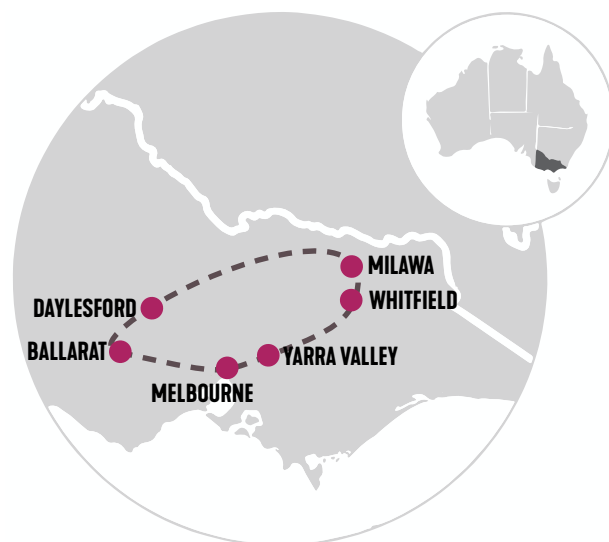 MILAWA
WHITFIELD
DAYLESFORD
BALLARAT
YARRA VALLEY
MELBOURNE